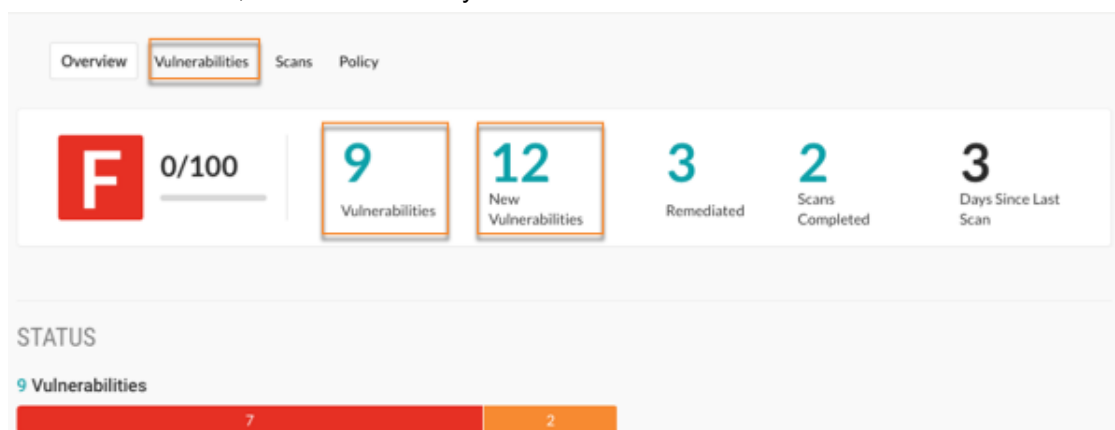 Overview Vulnerabilities Scans Policy
F 0/100
9
Vulnerabilities
12
New
Vulnerabilities
3
Remediated
2
Scans
Completed
3
Days Since Last
Scan
STATUS
9 Vulnerabilities
7 2